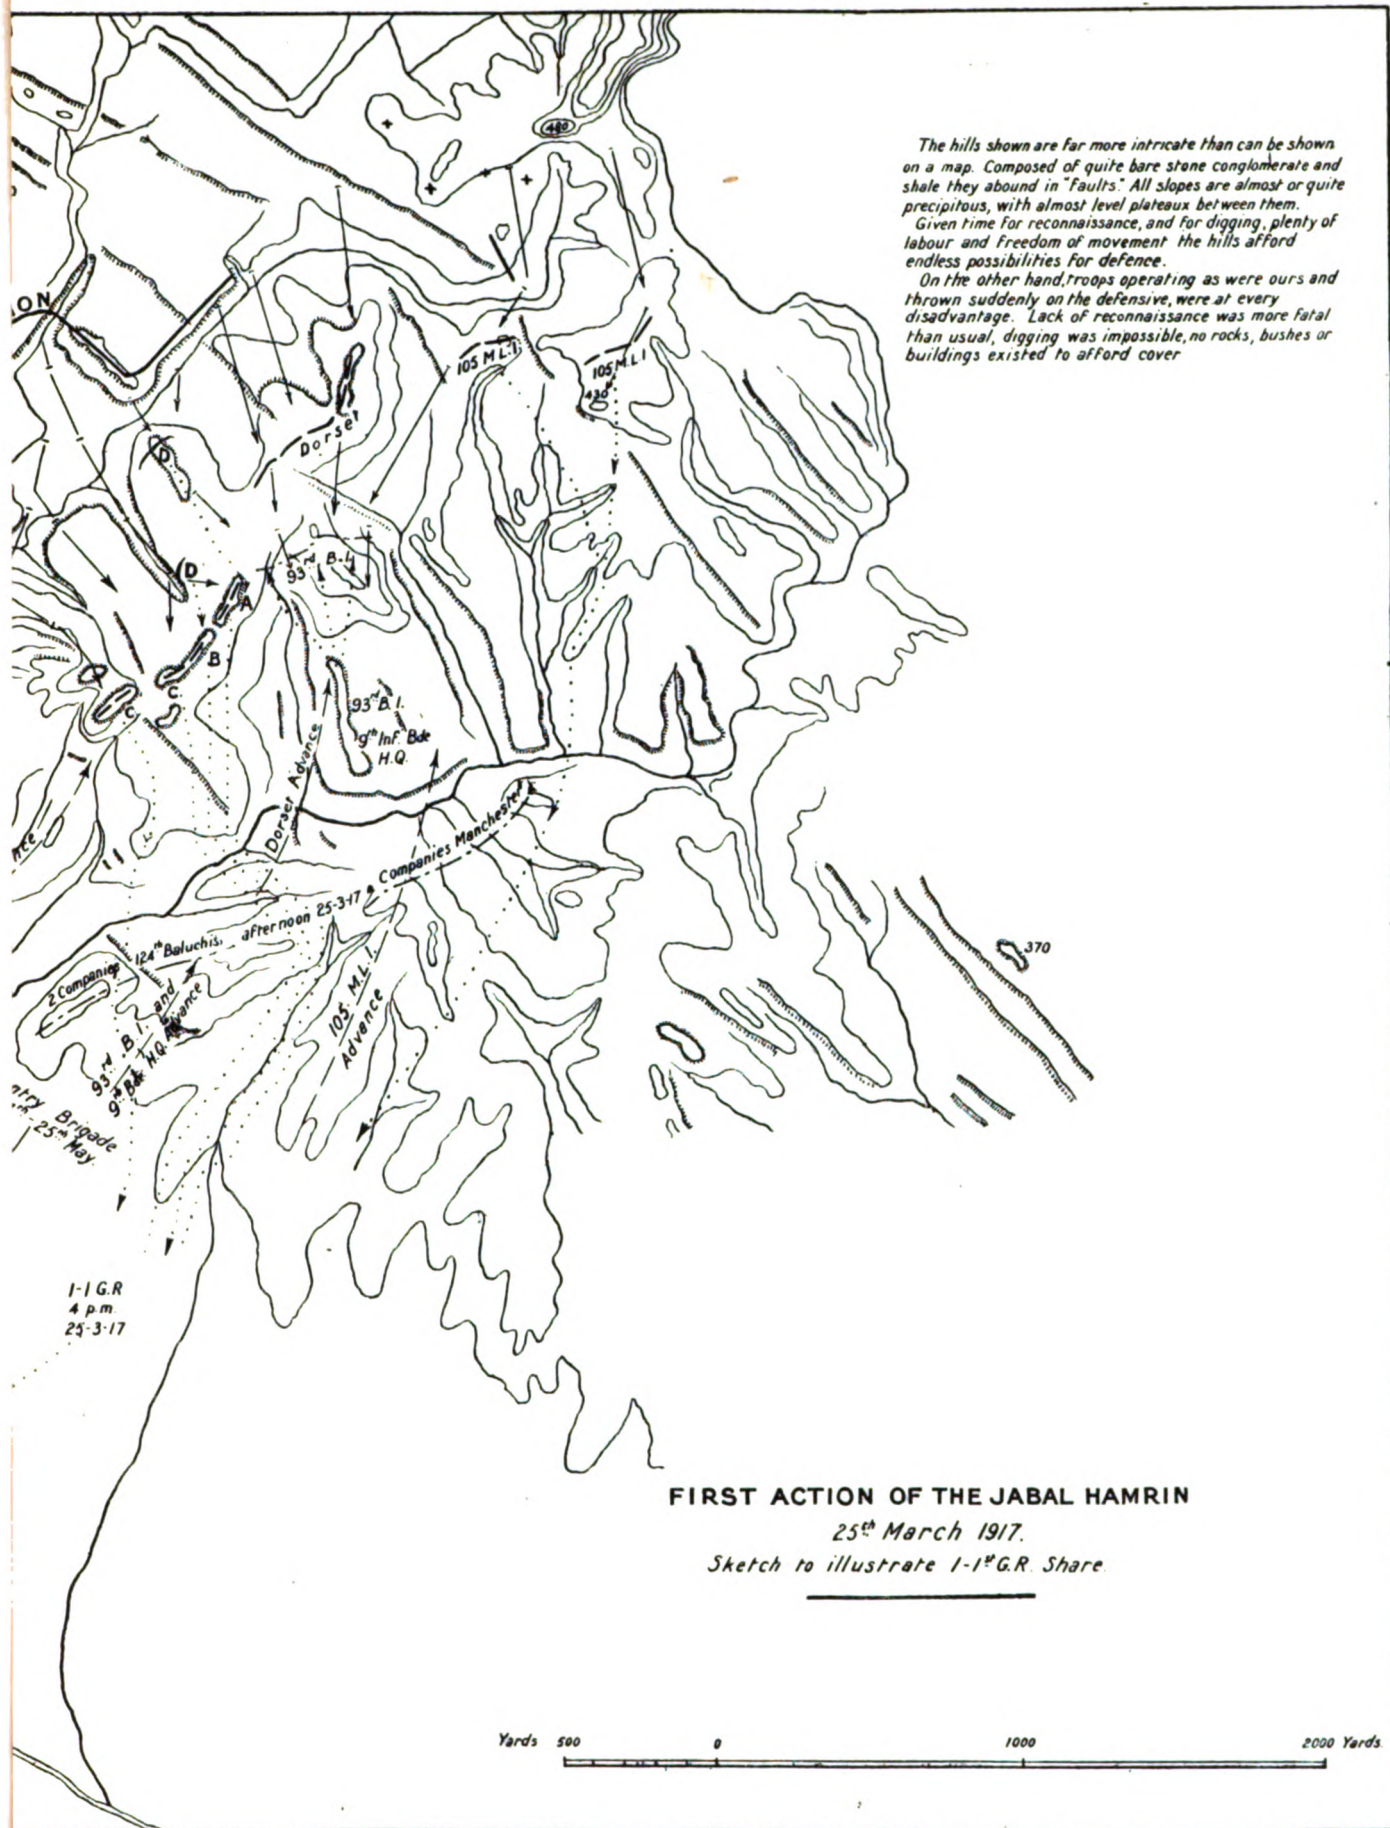 The hills shown are far more intricate than can be shown
on a map. Composed of quite bare stone conglomerate and
shale they abound in "faults." All slopes are almost or quite
precipitous, with almost level plateaux between them.
Given time for reconnaissance, and for digging, plenty of
labour and freedom of movement the hills afford
endless possibilities for defence.
On the other hand, troops operating as were ours and
thrown suddenly on the defensive, were at every
disadvantage. Lack of reconnaissance was more fatal
than usual, digging was impossible, no rocks, bushes or
buildings existed to afford cover
480
ION
105 M.L.I.
105 M.L.I
430
Dorset
D
D
93rd B.I.
A
B
C
C
93rd B.I.
9th Inf. Bde
H.Q.
Dorset Advance
2 Companies 124th Baluchis, afternoon 25-3-17
Companies Manchester
370
105 M.L.I.
Advance
93rd B.I. and
9th Bde H.Q. Advance
ntry Brigade
25th May.
1-1 G.R
4 p.m.
25-3-17
FIRST ACTION OF THE JABAL HAMRIN
25th March 1917.
Sketch to illustrate 1-1st G.R. Share.
Yards 500 0 1000 2000 Yards